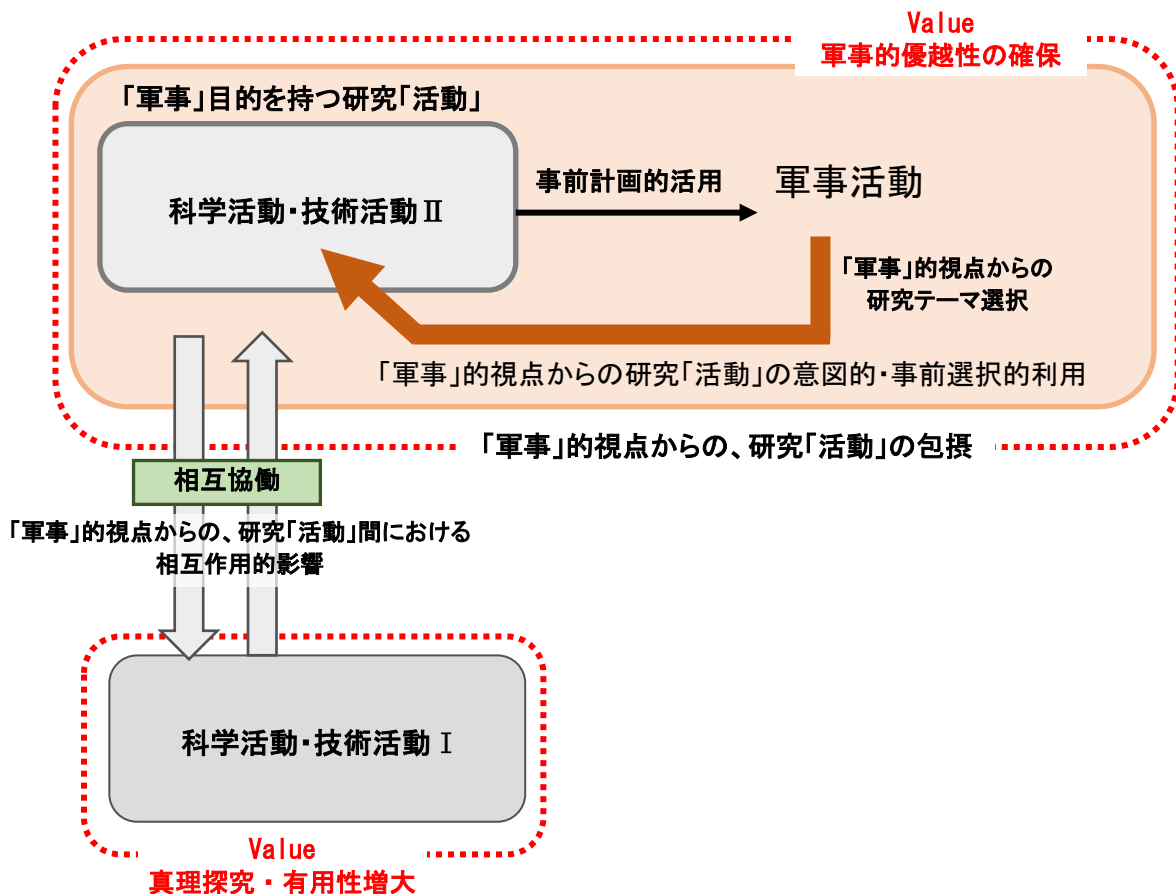 Value
軍事的優越性の確保
「軍事」目的を持つ研究「活動」
科学活動・技術活動Ⅱ
事前計画的活用
軍事活動
「軍事」的視点からの
研究テーマ選択
「軍事」的視点からの研究「活動」の意図的・事前選択的利用
「軍事」的視点からの、研究「活動」の包摂
相互協働
「軍事」的視点からの、研究「活動」間における
相互作用的影響
科学活動・技術活動Ⅰ
Value
真理探究・有用性増大